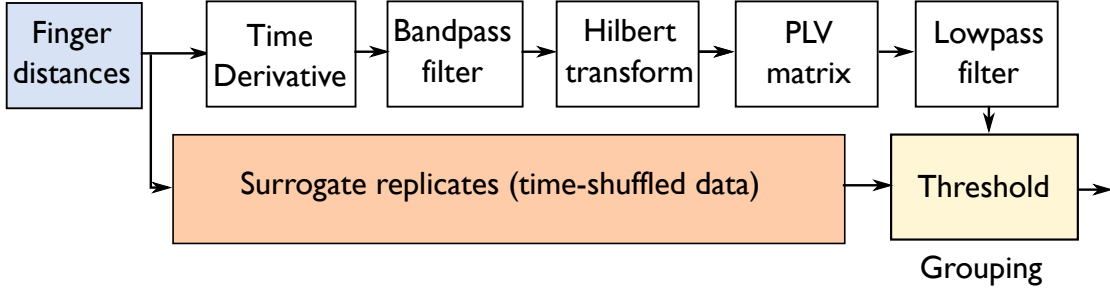 Finger
distances
Time
Derivative
Bandpass
filter
Hilbert
transform
PLV
matrix
Lowpass
filter
Surrogate replicates (time-shuffled data)
Threshold
Grouping